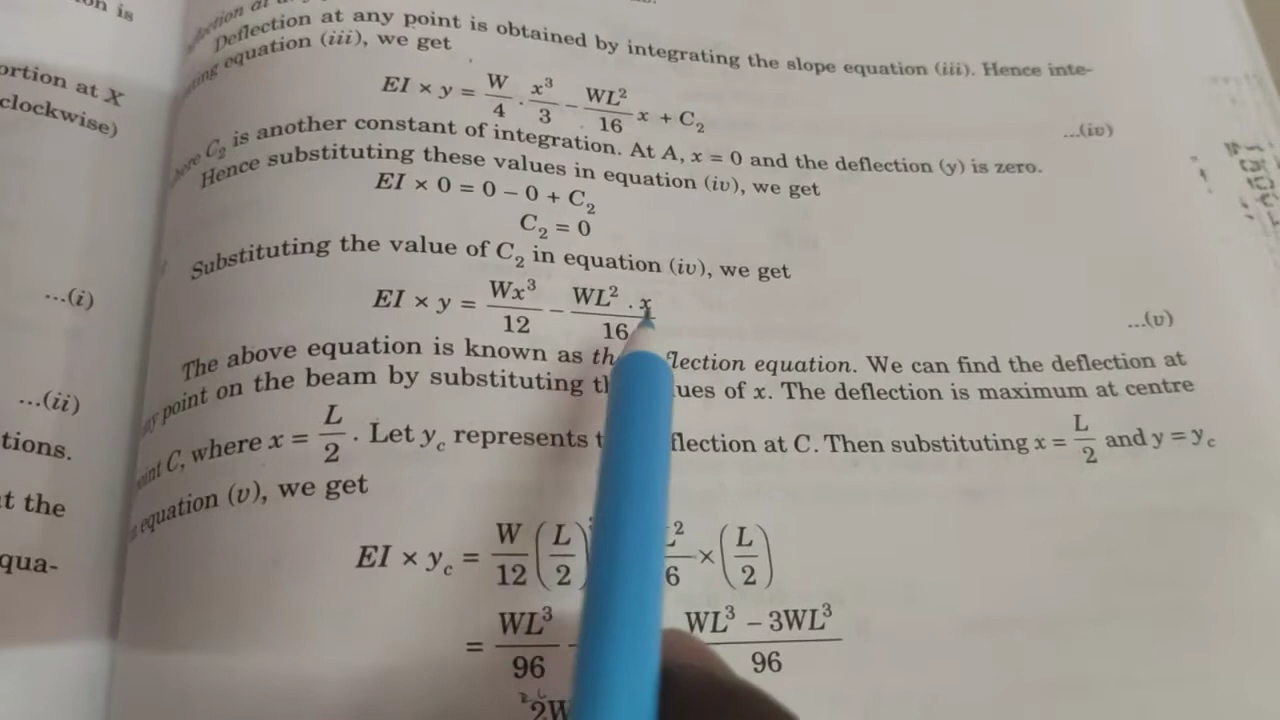 ortion at X
clockwise)
...(i)
...(ii)
tions.
t the
qua-
Deflection at any point is obtained by integrating the slope equation (iii). Hence inte-
equation (iii), we get
EI × y = W/4 · x³/3 − WL²/16 x + C₂ ...(iv)
C₂ is another constant of integration. At A, x = 0 and the deflection (y) is zero.
Hence substituting these values in equation (iv), we get
EI × 0 = 0 − 0 + C₂
C₂ = 0
Substituting the value of C₂ in equation (iv), we get
EI × y = Wx³/12 − WL² . x/16 ...(v)
The above equation is known as th flection equation. We can find the deflection at
point on the beam by substituting th ues of x. The deflection is maximum at centre
C, where x = L/2 . Let y_c represents t flection at C. Then substituting x = L/2 and y = y_c
equation (v), we get
EI × y_c = W/12 (L/2) × (L/2)
= WL³/96 − WL³ − 3WL³/96
2W